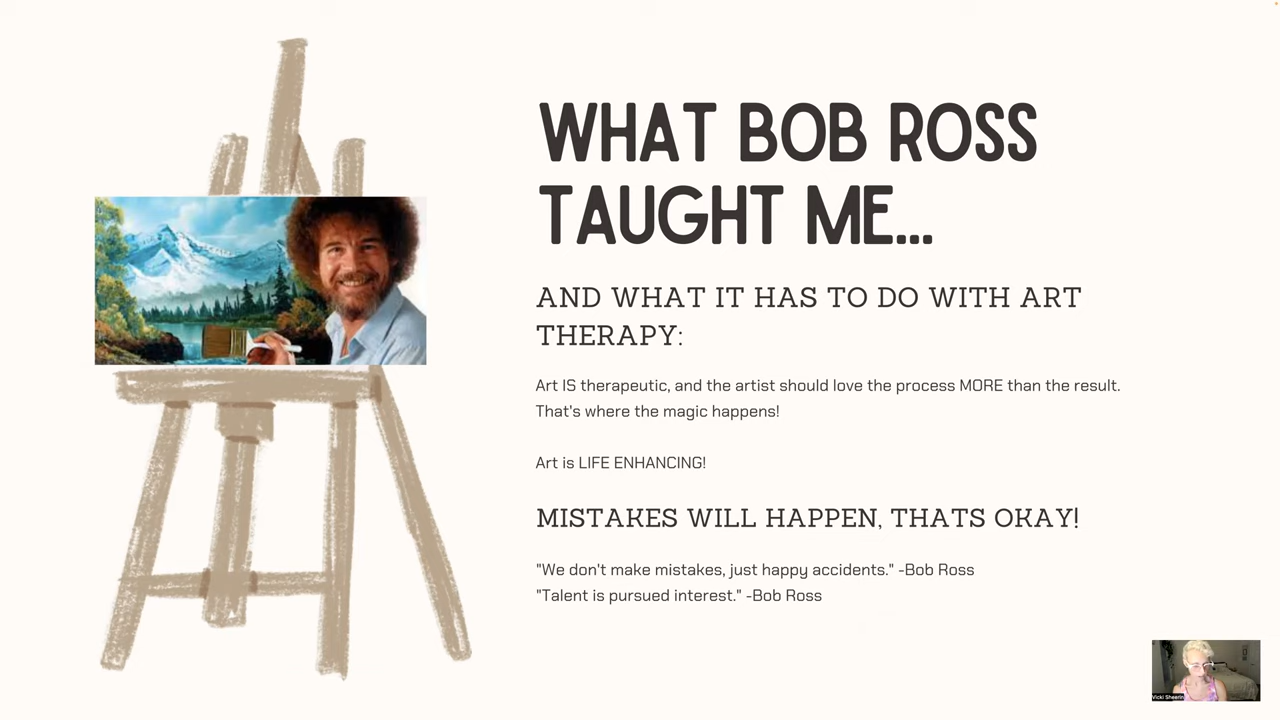 WHAT BOB ROSS
TAUGHT ME...
AND WHAT IT HAS TO DO WITH ART
THERAPY:
Art IS therapeutic, and the artist should love the process MORE than the result.
That's where the magic happens!
Art is LIFE ENHANCING!
MISTAKES WILL HAPPEN, THATS OKAY!
"We don't make mistakes, just happy accidents." -Bob Ross
"Talent is pursued interest." -Bob Ross
Vicki Sheerin